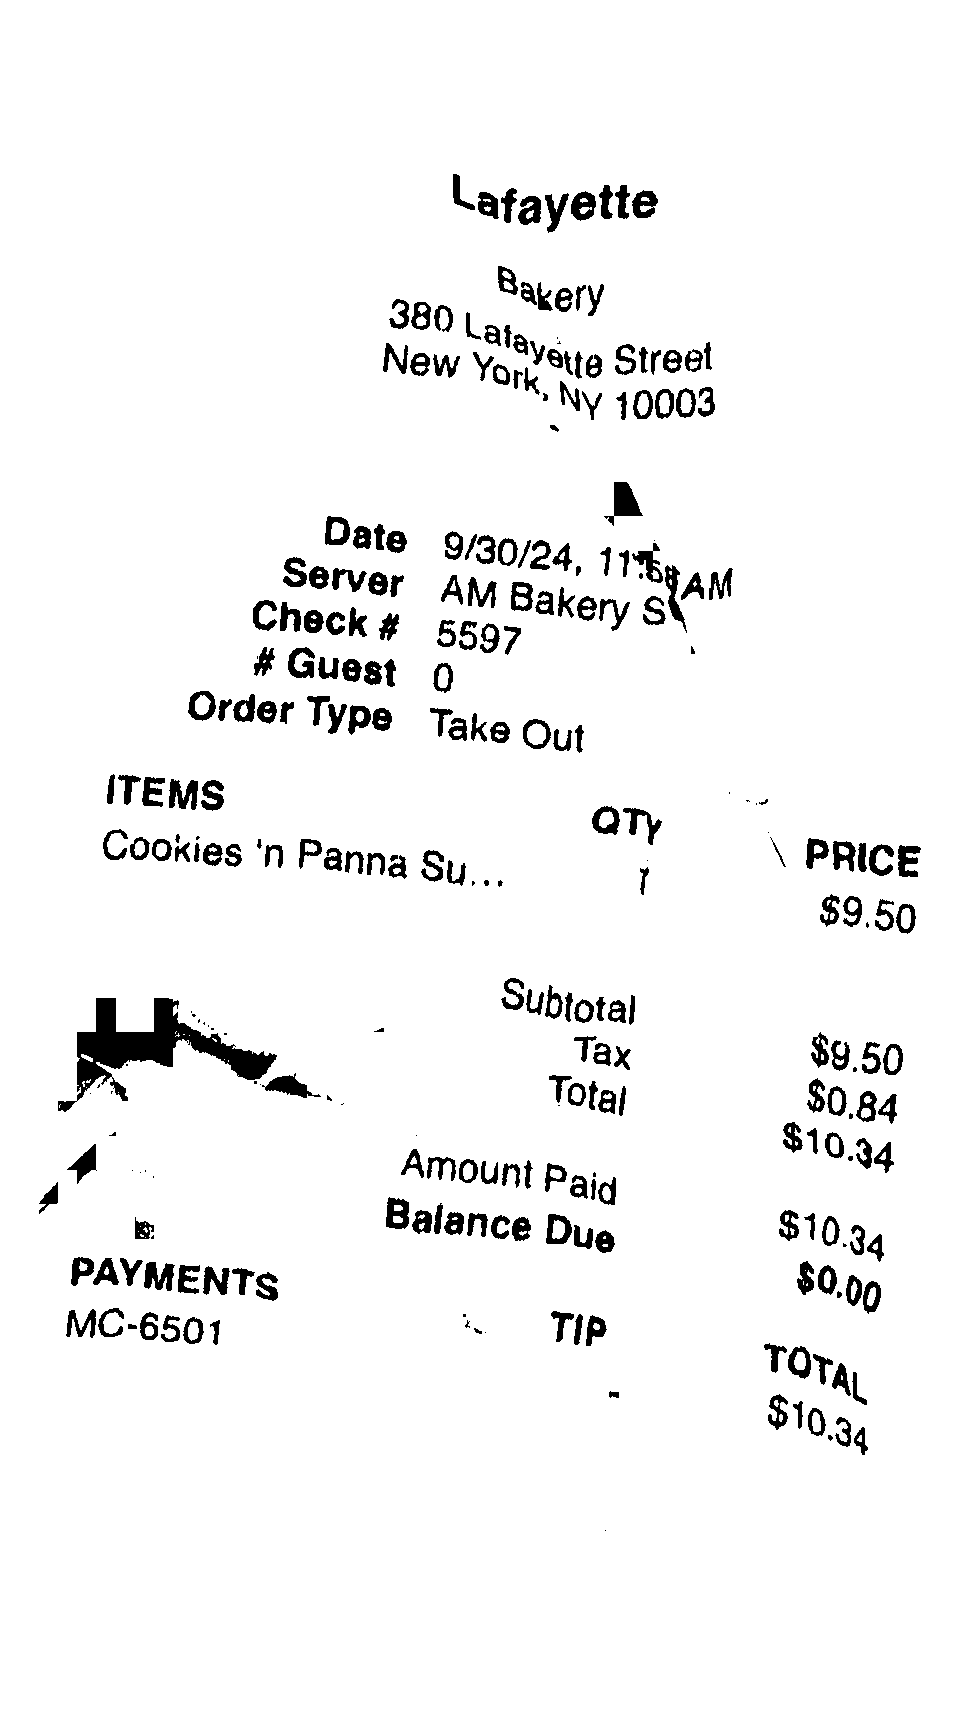 Lafayette
Bakery
380 Lafayette Street
New York, NY 10003
Date 9/30/24, AM
Server AM Bakery S
Check # 5597
# Guest 0
Order Type Take Out
ITEMS QTY PRICE
Cookies 'n Panna Su... 1 $9.50
Subtotal $9.50
Tax $0.84
Total $10.34
Amount Paid $10.34
Balance Due $0.00
PAYMENTS TIP TOTAL
MC-6501 - $10.34